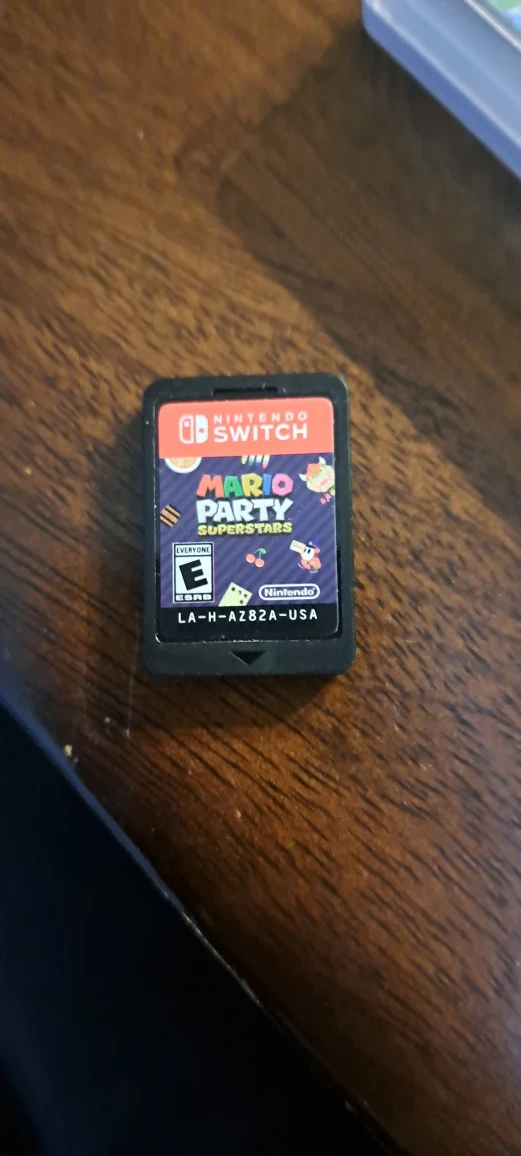 NINTENDO
SWITCH
MARIO
PARTY
SUPERSTARS
EVERYONE
E
ESRB
Nintendo
LA-H-AZ82A-USA